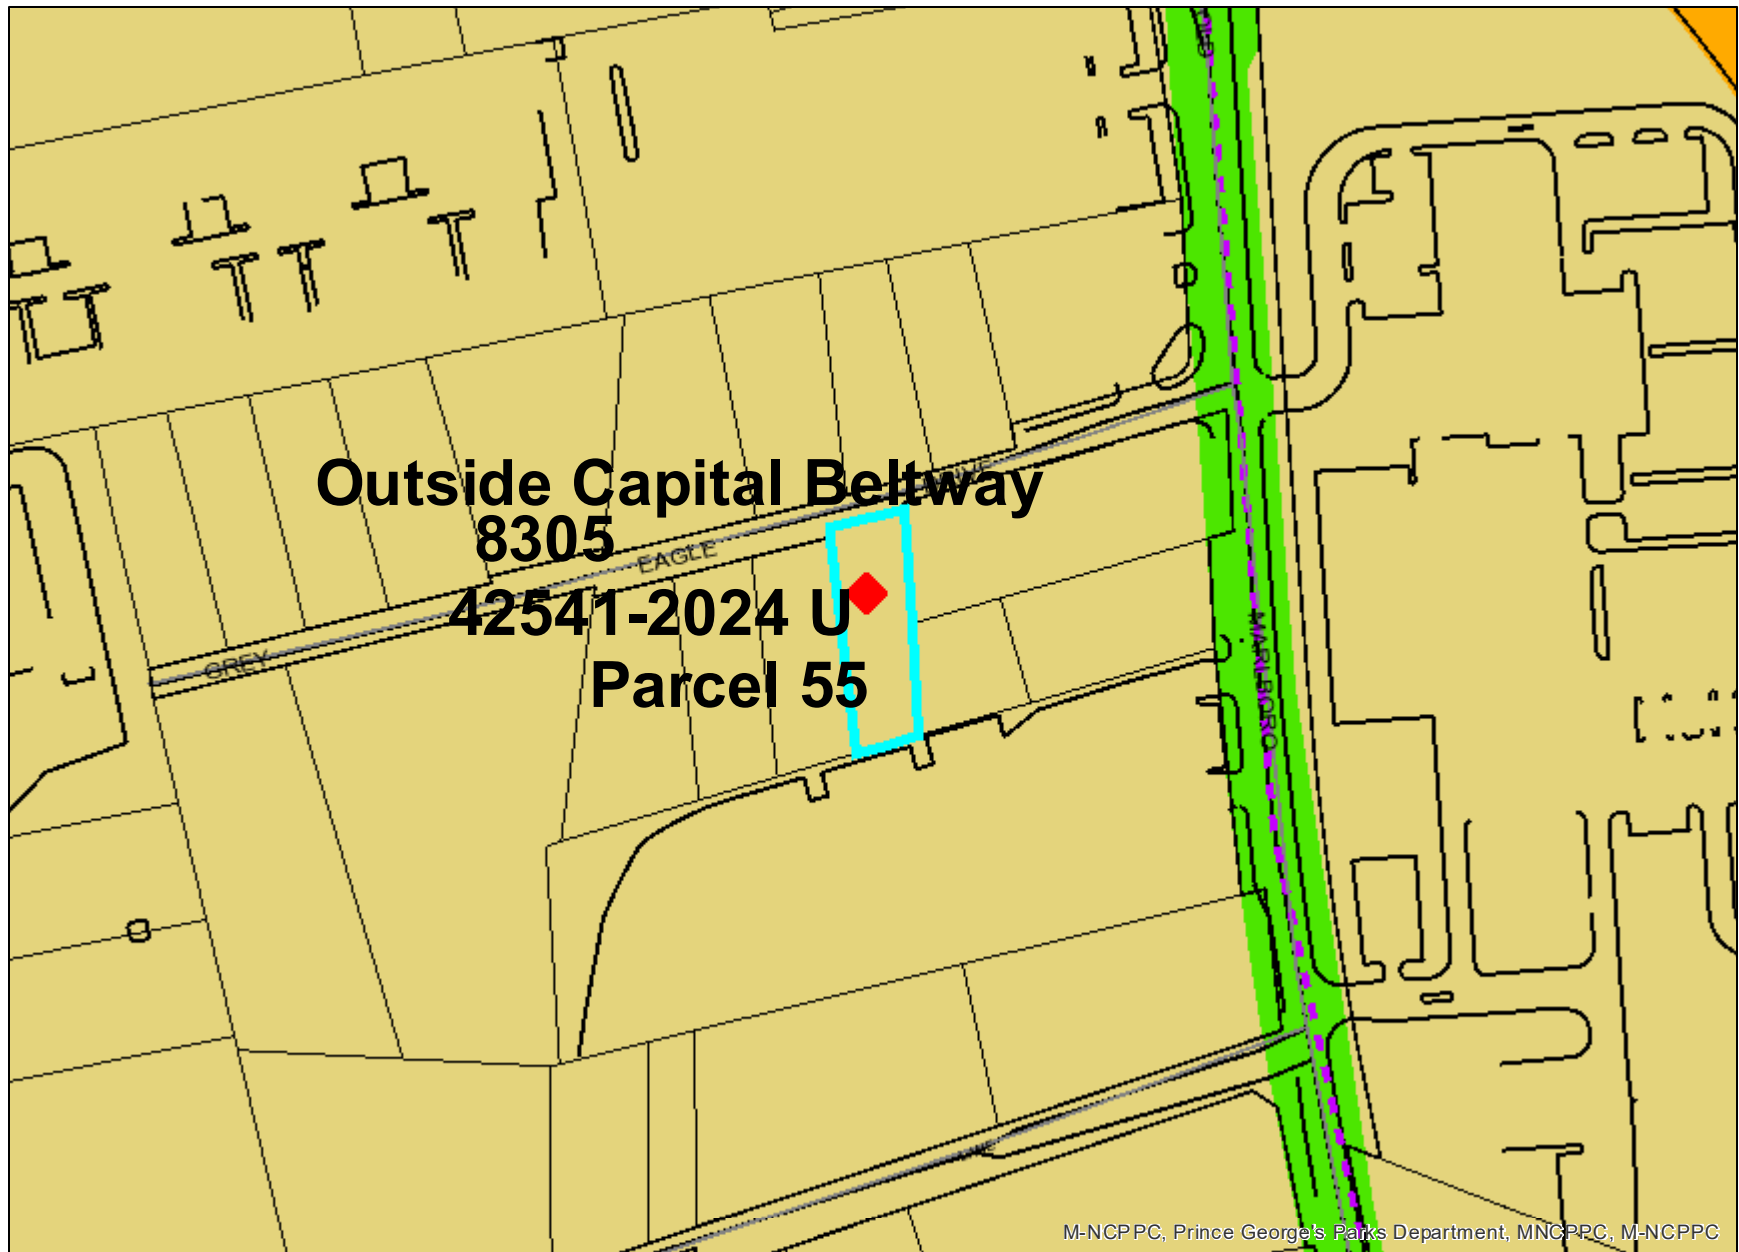 Outside Capital Beltway
8305
EAGLE
42541-2024 U
GREY
Parcel 55
MARLBORO
M-NCPPC, Prince George's Parks Department, MNCPPC, M-NCPPC